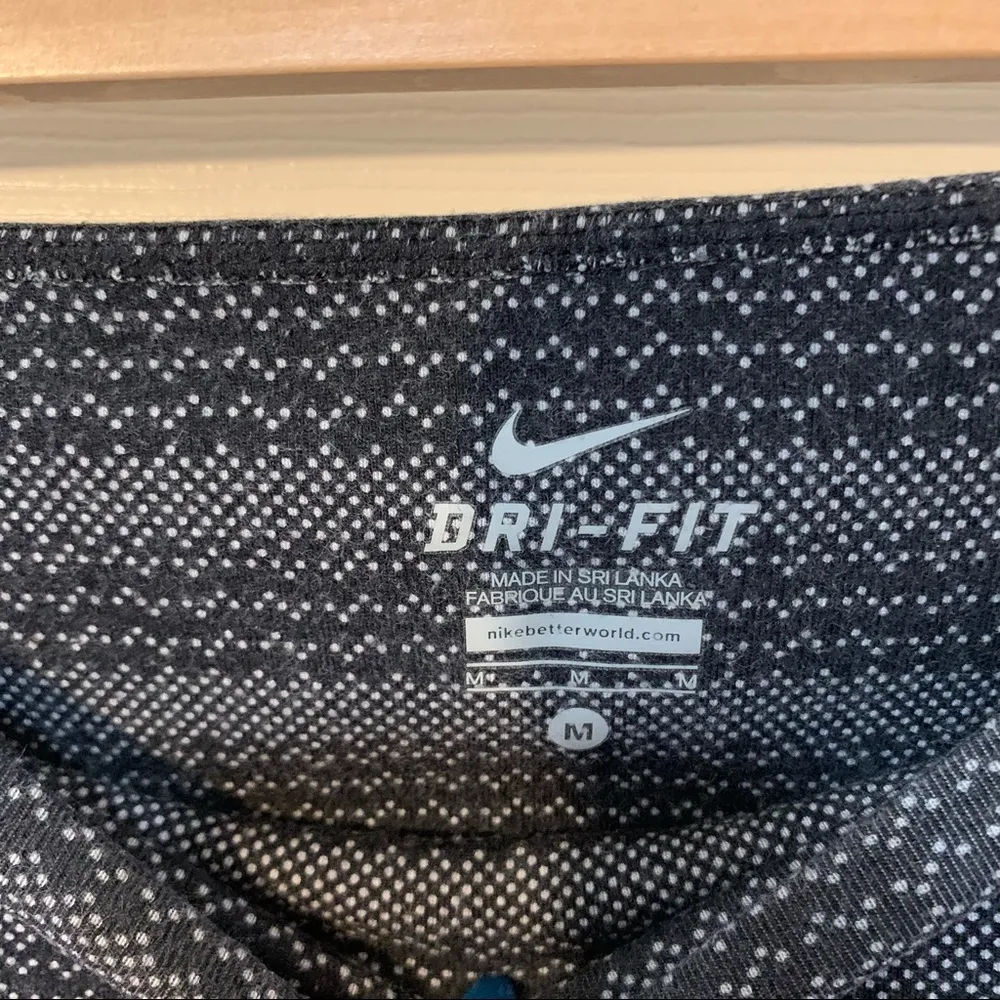 DRI-FIT
MADE IN SRI LANKA
FABRIQUE AU SRI LANKA
nikebetterworld.com
M M M
M